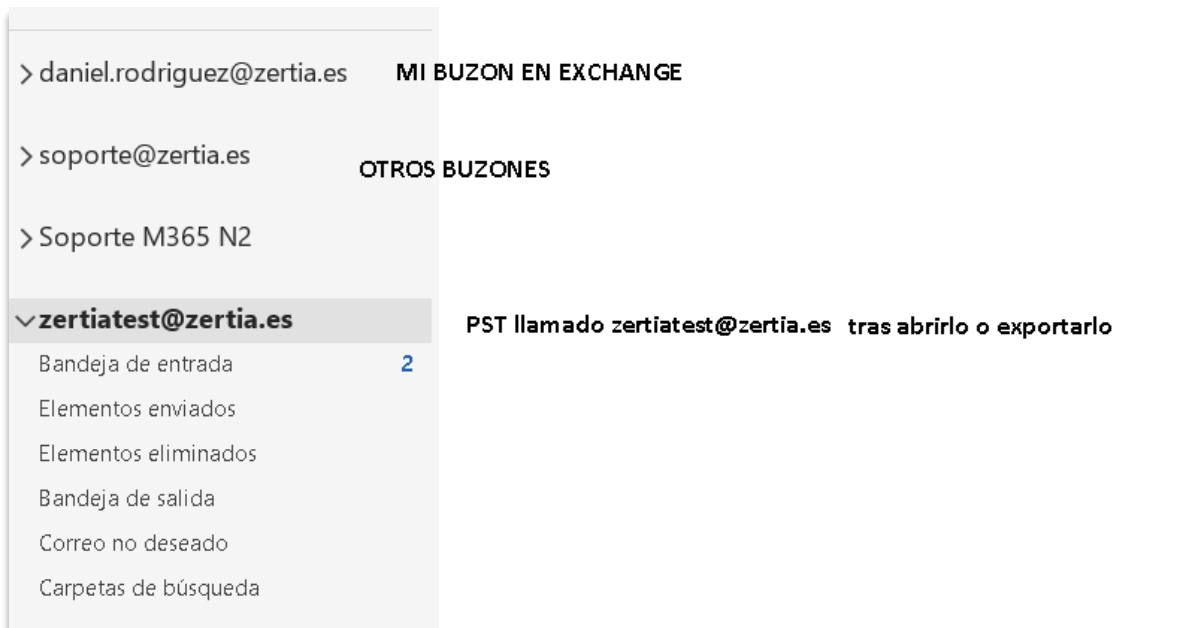 daniel.rodriguez@zertia.es MI BUZON EN EXCHANGE
soporte@zertia.es
OTROS BUZONES
Soporte M365 N2
zertiatest@zertia.es PST llamado zertiatest@zertia.es tras abrirlo o exportarlo
Bandeja de entrada 2
Elementos enviados
Elementos eliminados
Bandeja de salida
Correo no deseado
Carpetas de búsqueda